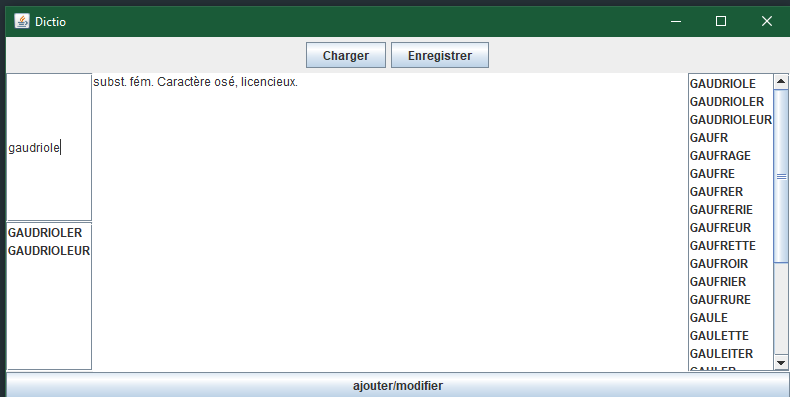 Dictio
Charger
Enregistrer
gaudriole
subst. fém. Caractère osé, licencieux.
GAUDRIOLER
GAUDRIOLEUR
GAUDRIOLE
GAUDRIOLER
GAUDRIOLEUR
GAUFR
GAUFRAGE
GAUFRE
GAUFRER
GAUFRERIE
GAUFREUR
GAUFRETTE
GAUFROIR
GAUFRIER
GAUFRURE
GAULE
GAULETTE
GAULEITER
GAULER
ajouter/modifier